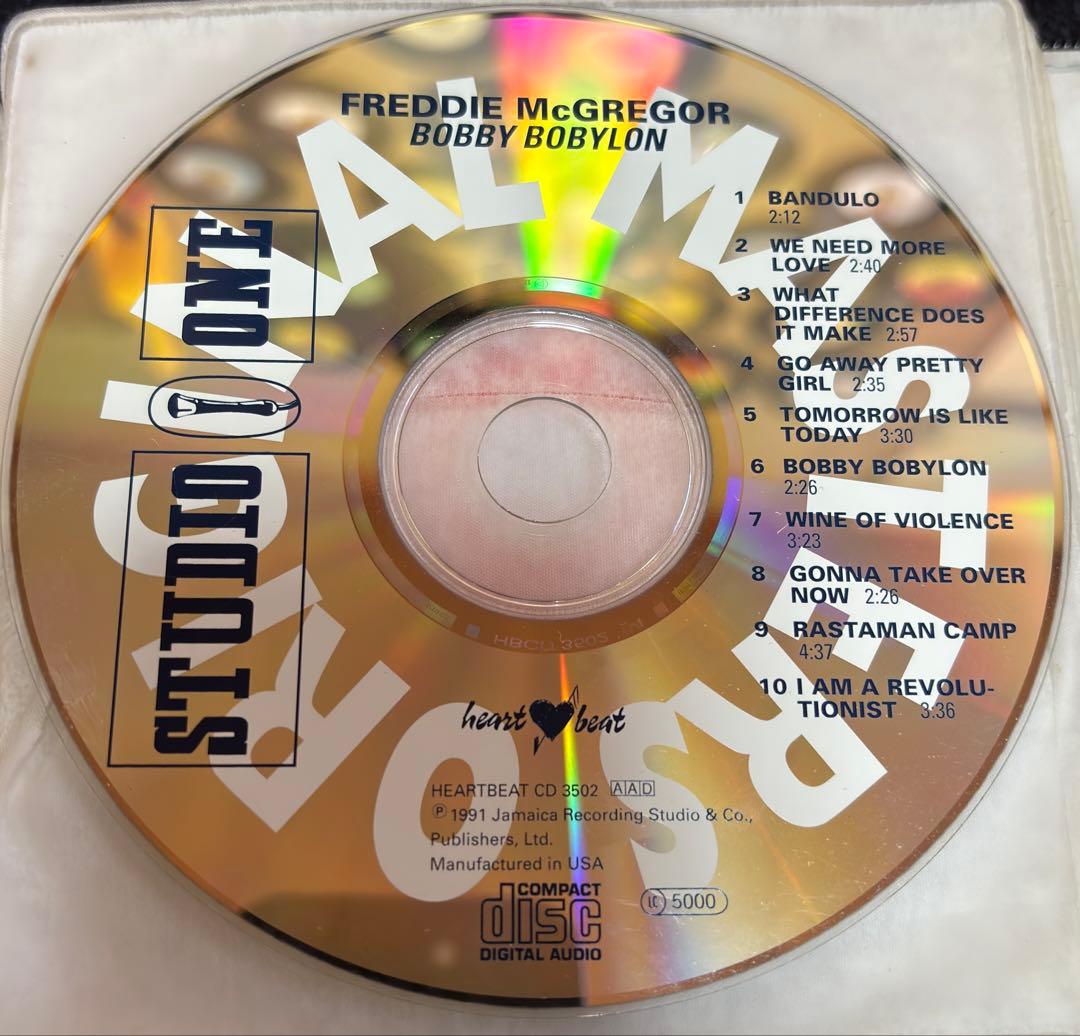 FREDDIE McGREGOR
BOBBY BOBYLON
ORIGINAL MASTERS
STUDIO ONE
1 BANDULO
2:12
2 WE NEED MORE
LOVE 2:40
3 WHAT
DIFFERENCE DOES
IT MAKE 2:57
4 GO AWAY PRETTY
GIRL 2:35
5 TOMORROW IS LIKE
TODAY 3:30
6 BOBBY BOBYLON
2:26
7 WINE OF VIOLENCE
3:23
8 GONNA TAKE OVER
NOW 2:26
9 RASTAMAN CAMP
4:37
10 I AM A REVOLU-
TIONIST 3:36
heart beat
HEARTBEAT CD 3502 AAD
℗ 1991 Jamaica Recording Studio & Co.,
Publishers, Ltd.
Manufactured in USA
COMPACT
disc
DIGITAL AUDIO
LC 5000